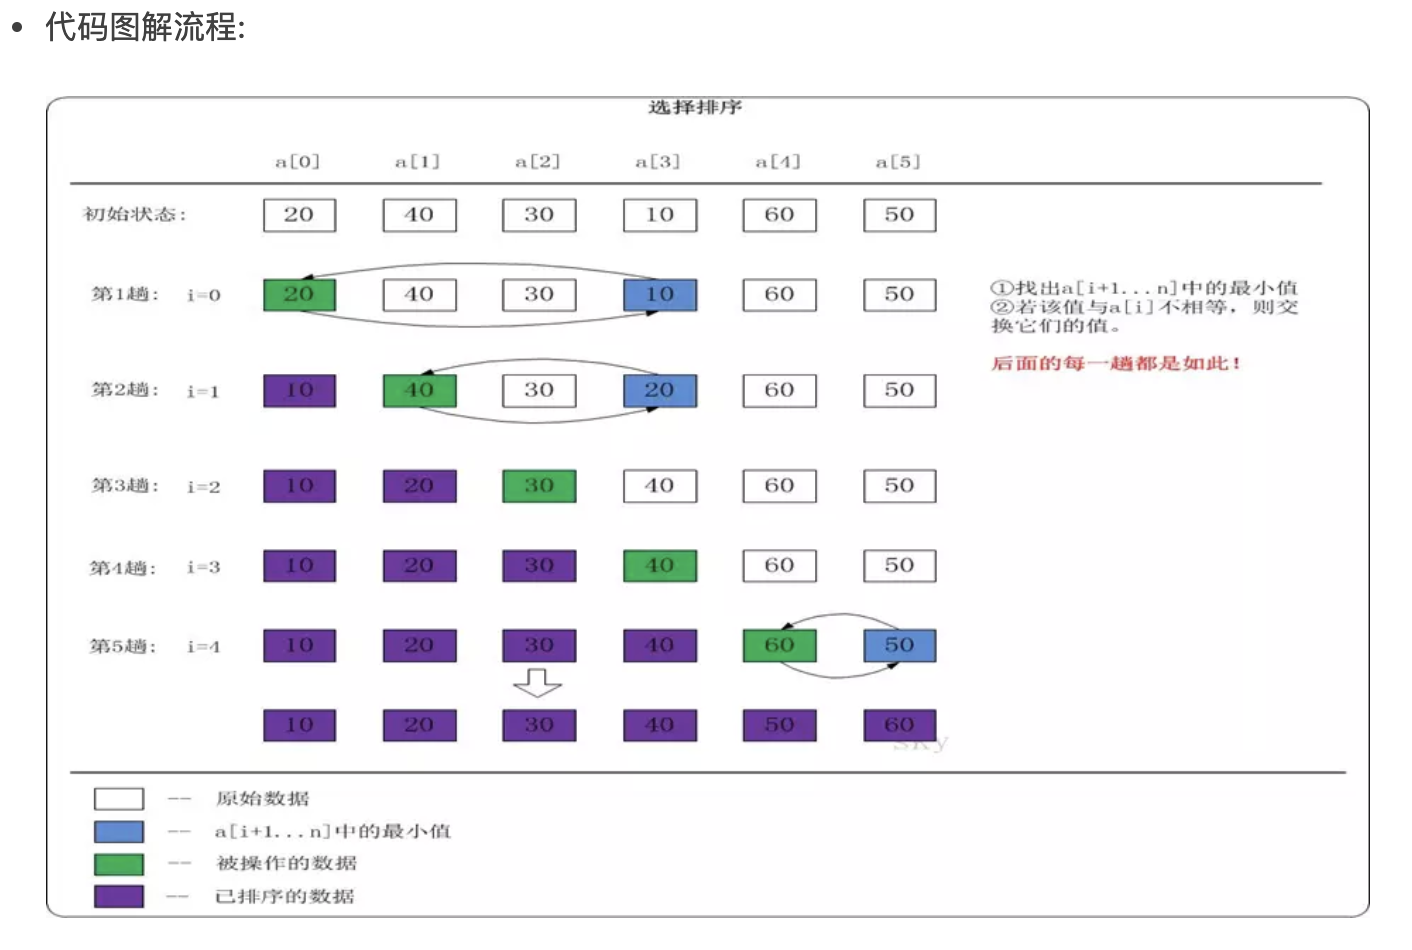 • 代码图解流程:
选择排序
a[0] a[1] a[2] a[3] a[4] a[5]
初始状态: 20 40 30 10 60 50
第1趟: i=0 20 40 30 10 60 50
①找出a[i+1...n]中的最小值
②若该值与a[i]不相等，则交
换它们的值。
后面的每一趟都是如此!
第2趟: i=1 10 40 30 20 60 50
第3趟: i=2 10 20 30 40 60 50
第4趟: i=3 10 20 30 40 60 50
第5趟: i=4 10 20 30 40 60 50
10 20 30 40 50 60
sky
-- 原始数据
-- a[i+1...n]中的最小值
-- 被操作的数据
-- 已排序的数据